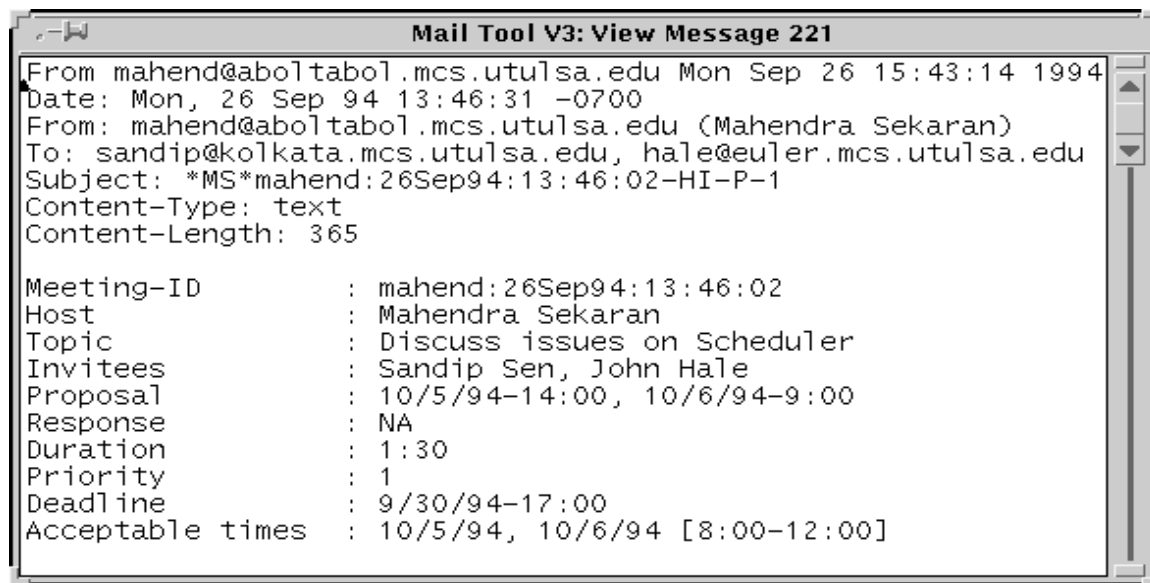 Mail Tool V3: View Message 221
From mahend@aboltabol.mcs.utulsa.edu Mon Sep 26 15:43:14 1994
Date: Mon, 26 Sep 94 13:46:31 -0700
From: mahend@aboltabol.mcs.utulsa.edu (Mahendra Sekaran)
To: sandip@kolkata.mcs.utulsa.edu, hale@euler.mcs.utulsa.edu
Subject: *MS*mahend:26Sep94:13:46:02-HI-P-1
Content-Type: text
Content-Length: 365
Meeting-ID : mahend:26Sep94:13:46:02
Host : Mahendra Sekaran
Topic : Discuss issues on Scheduler
Invitees : Sandip Sen, John Hale
Proposal : 10/5/94-14:00, 10/6/94-9:00
Response : NA
Duration : 1:30
Priority : 1
Deadline : 9/30/94-17:00
Acceptable times : 10/5/94, 10/6/94 [8:00-12:00]